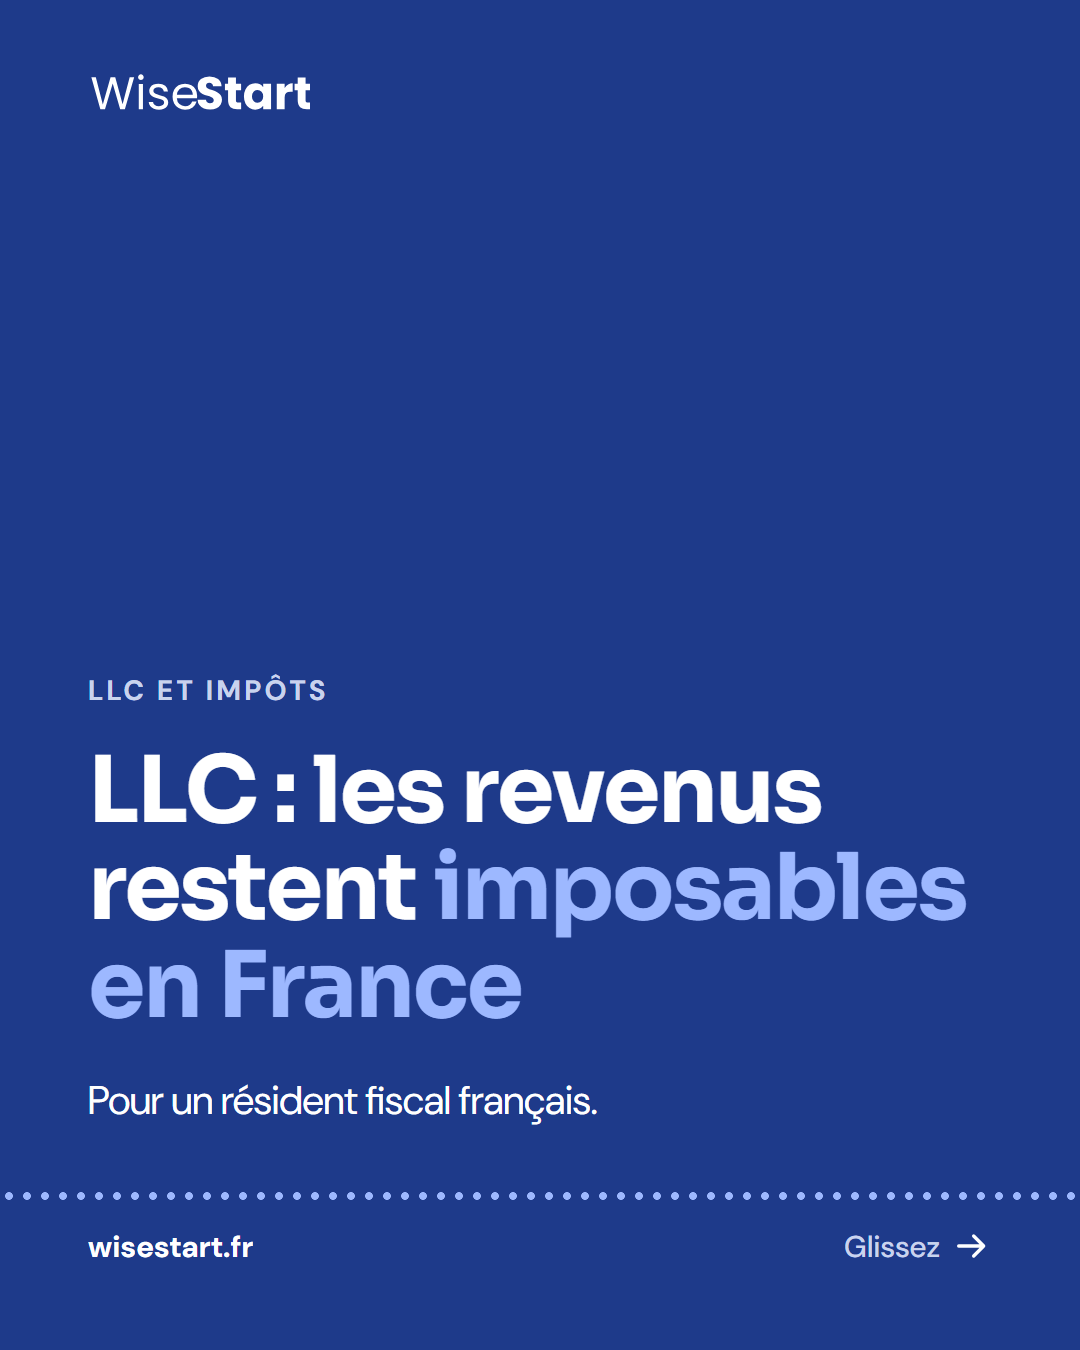 WiseStart
LLC ET IMPÔTS
LLC : les revenus
restent imposables
en France
Pour un résident fiscal français.
wisestart.fr
Glissez →